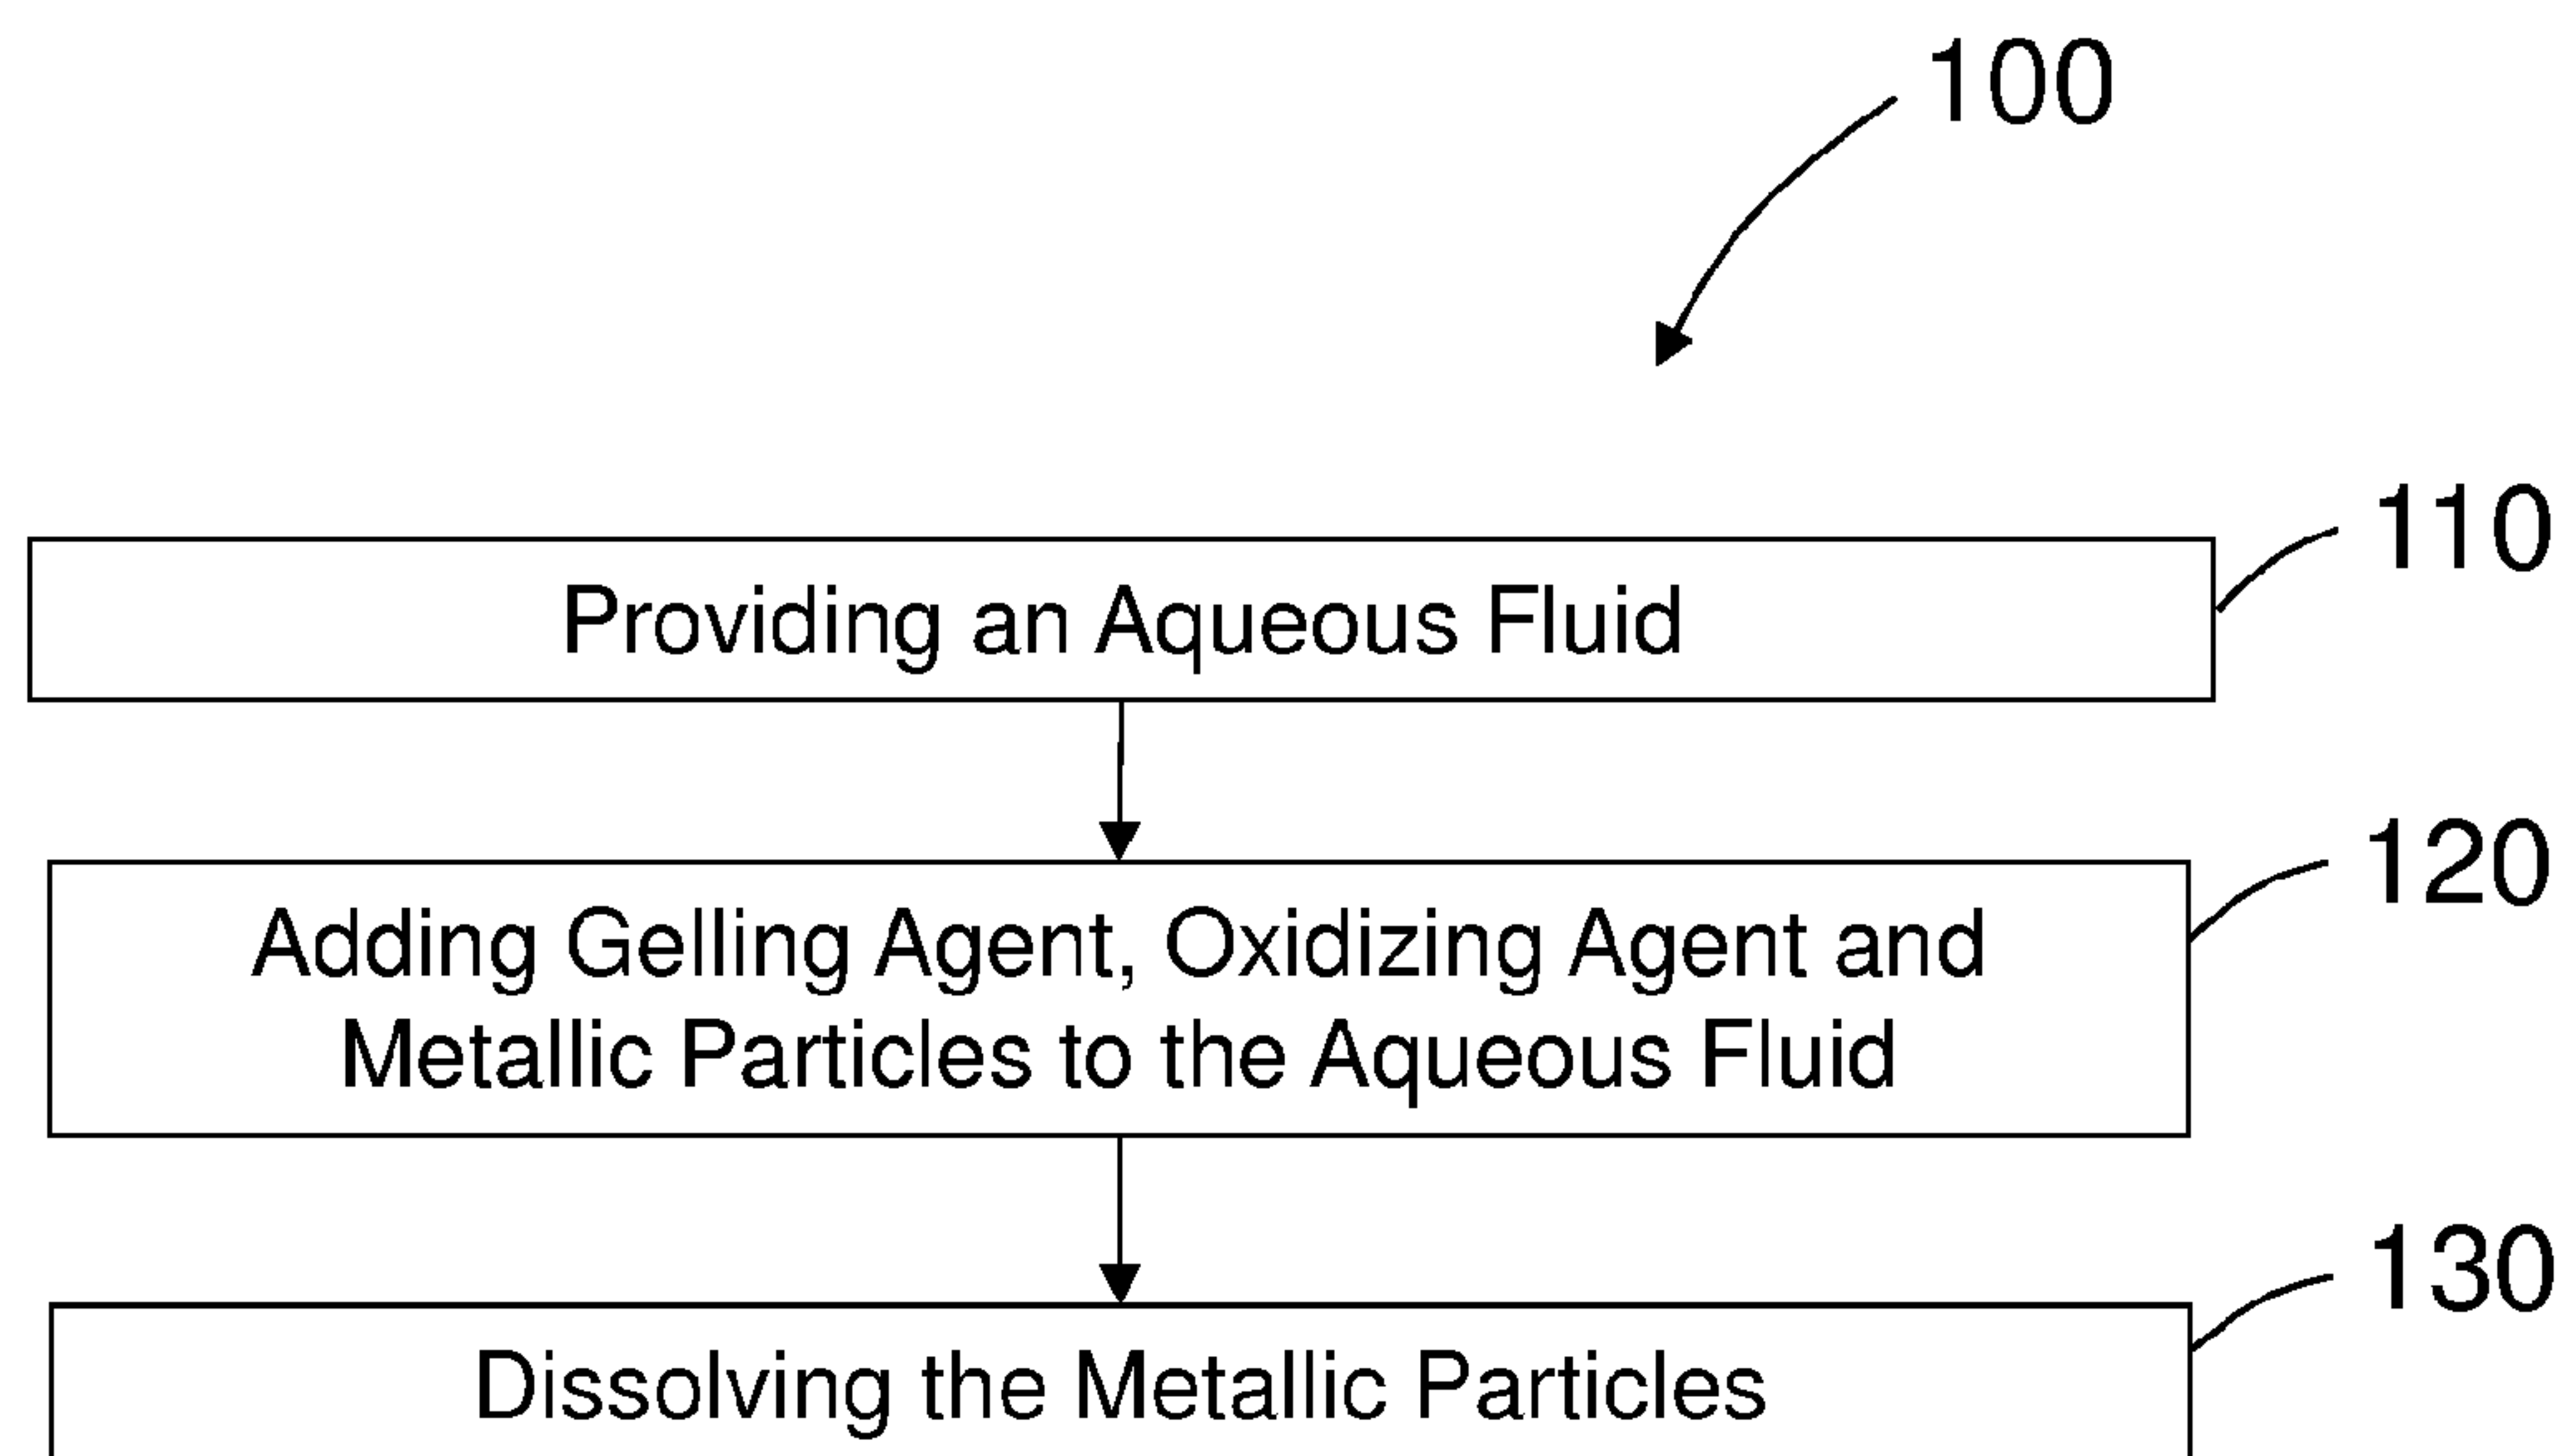 100
110
Providing an Aqueous Fluid
120
Adding Gelling Agent, Oxidizing Agent and
Metallic Particles to the Aqueous Fluid
130
Dissolving the Metallic Particles